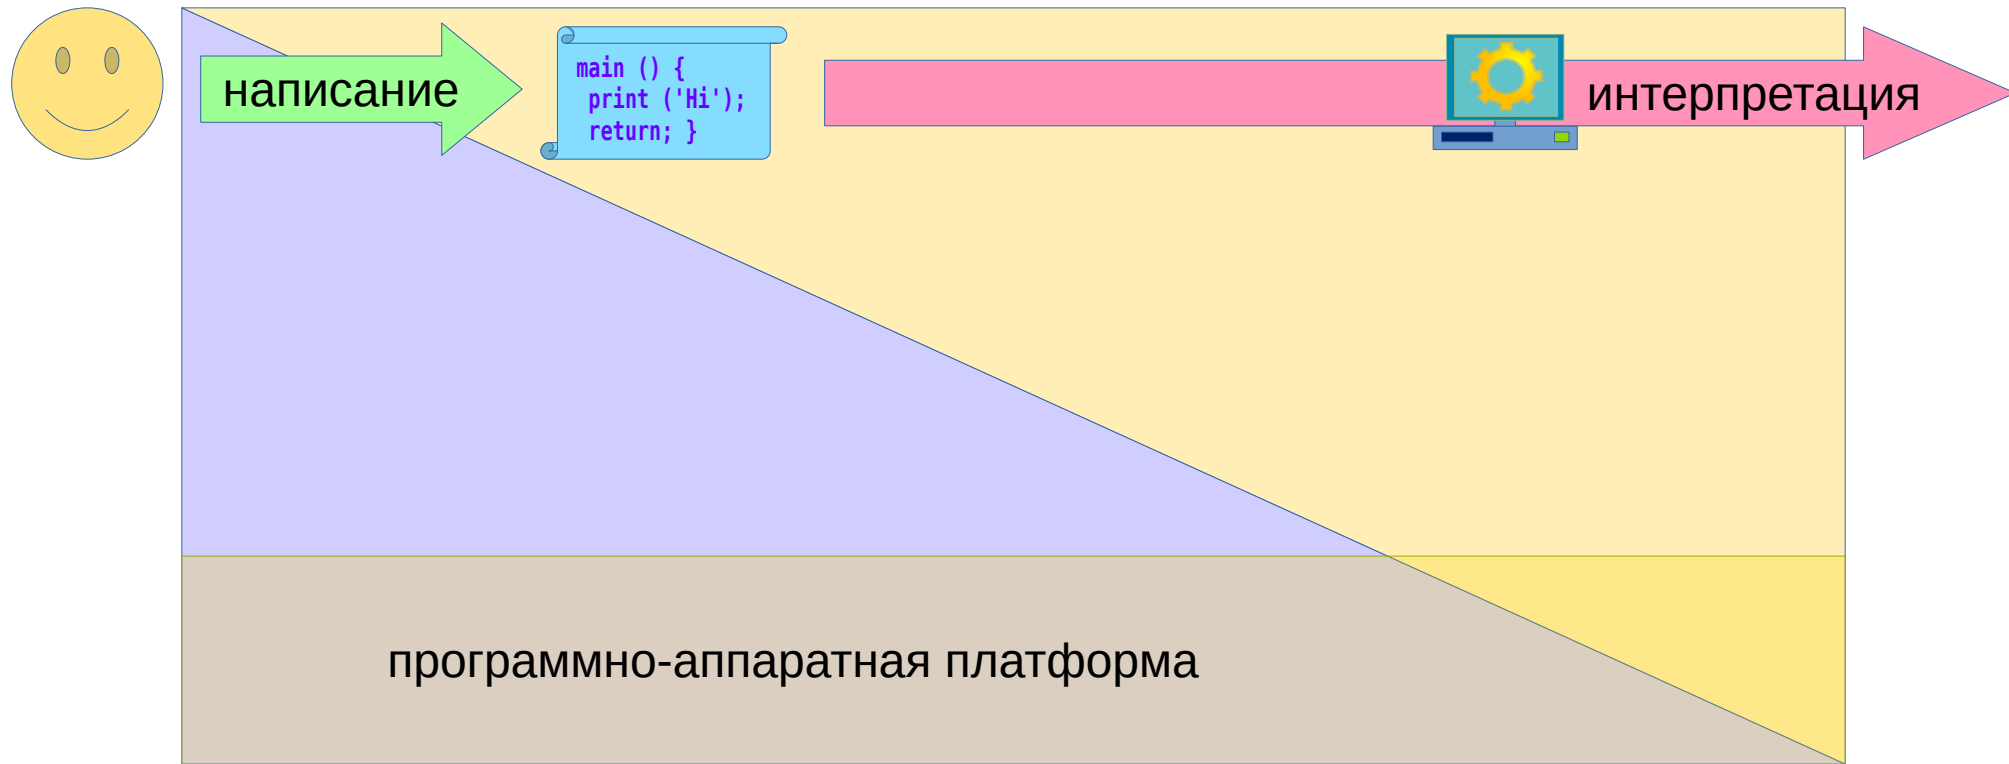 написание
main () {
print ('Hi');
return; }
интерпретация
программно-аппаратная платформа